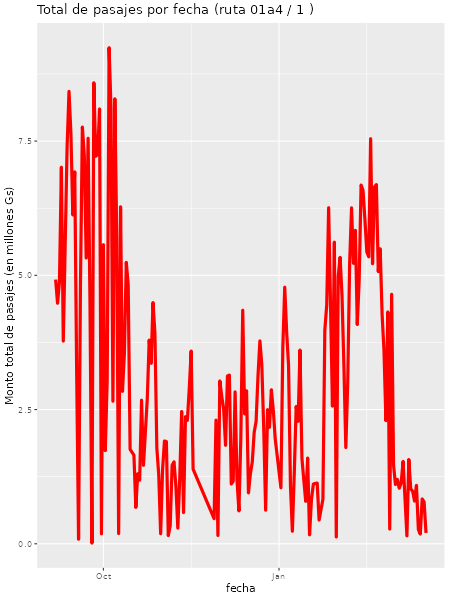 Total de pasajes por fecha (ruta 01a4 / 1 )
Monto total de pasajes (en millones Gs)
7.5
5.0
2.5
0.0
Oct
Jan
fecha